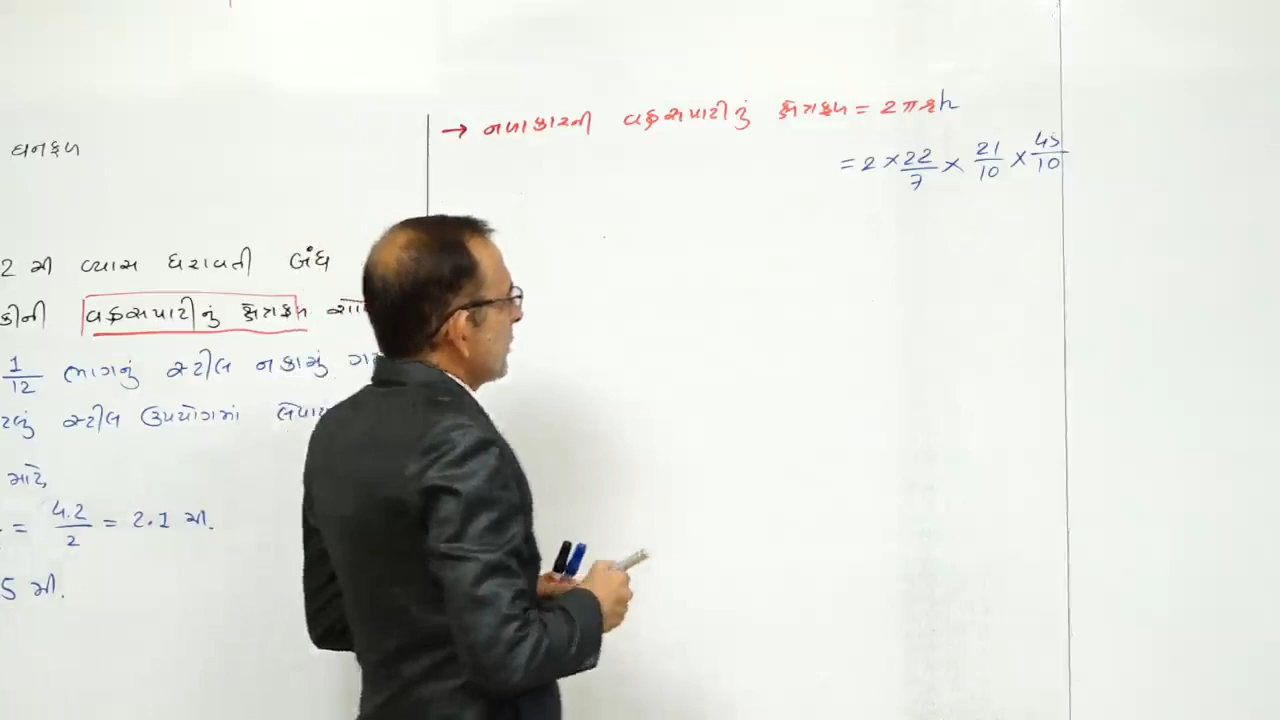 ઘનફળ
2 મી વ્યાસ ધરાવતી બંધ
કીની વક્રસપાટીનું ક્ષેત્રફળ શો
1/12 ભાગનું સ્ટીલ નકામું ગ
ટલું સ્ટીલ ઉપયોગમાં લેવા
માટે,
= 4.2/2 = 2.1 મી.
5 મી.
→ નળાકારની વક્રસપાટીનું ક્ષેત્રફળ = 2πrh
= 2 × 22/7 × 21/10 × 45/10